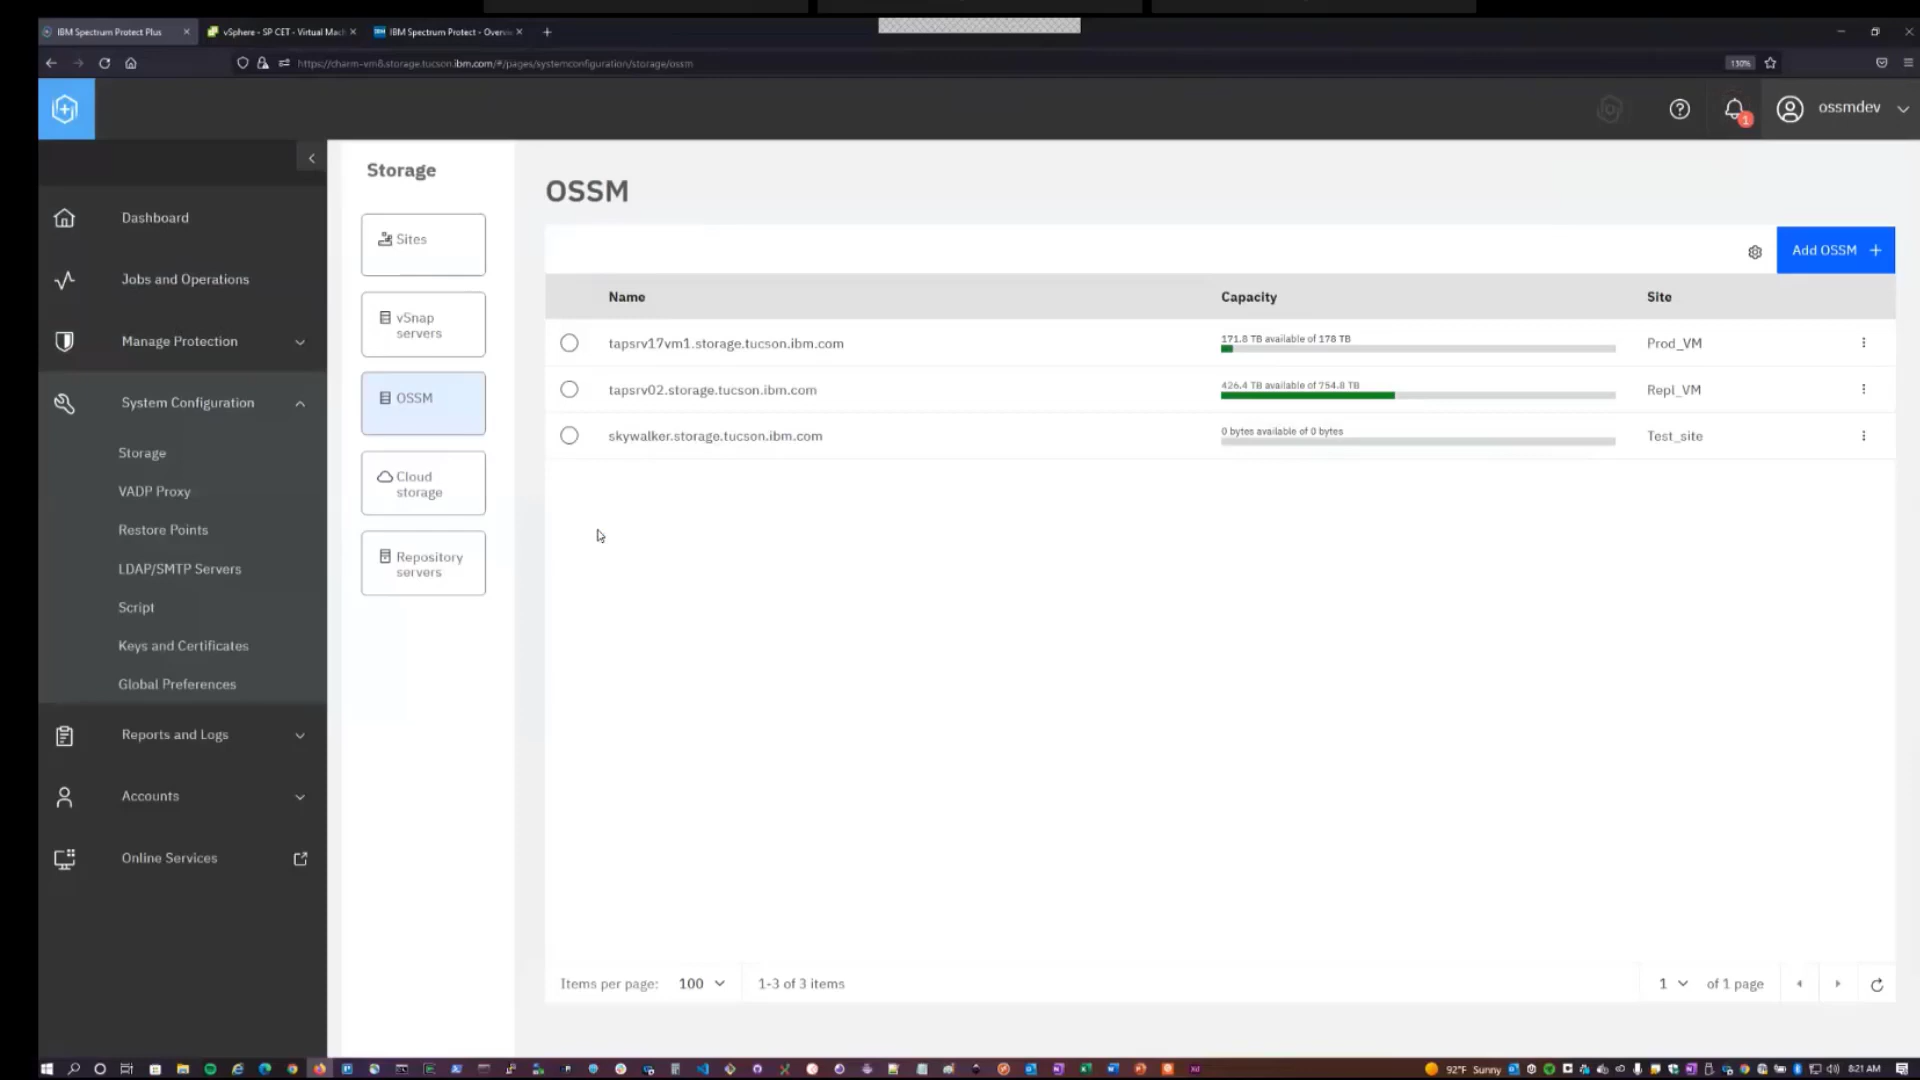 IBM Spectrum Protect Plus
vSphere - SP CET - Virtual Mach
IBM Spectrum Protect - Overvi
https://charm-vm8.storage.tucson.ibm.com/#/pages/systemconfiguration/storage/ossm
130%
1
ossmdev
Dashboard
Jobs and Operations
Manage Protection
System Configuration
Storage
VADP Proxy
Restore Points
LDAP/SMTP Servers
Script
Keys and Certificates
Global Preferences
Reports and Logs
Accounts
Online Services
Storage
Sites
vSnap
servers
OSSM
Cloud
storage
Repository
servers
OSSM
Add OSSM +
Name Capacity Site
tapsrv17vm1.storage.tucson.ibm.com 171.8 TB available of 178 TB Prod_VM
tapsrv02.storage.tucson.ibm.com 426.4 TB available of 754.8 TB Repl_VM
skywalker.storage.tucson.ibm.com 0 bytes available of 0 bytes Test_site
Items per page: 100 1-3 of 3 items 1 of 1 page
92°F Sunny 8:21 AM